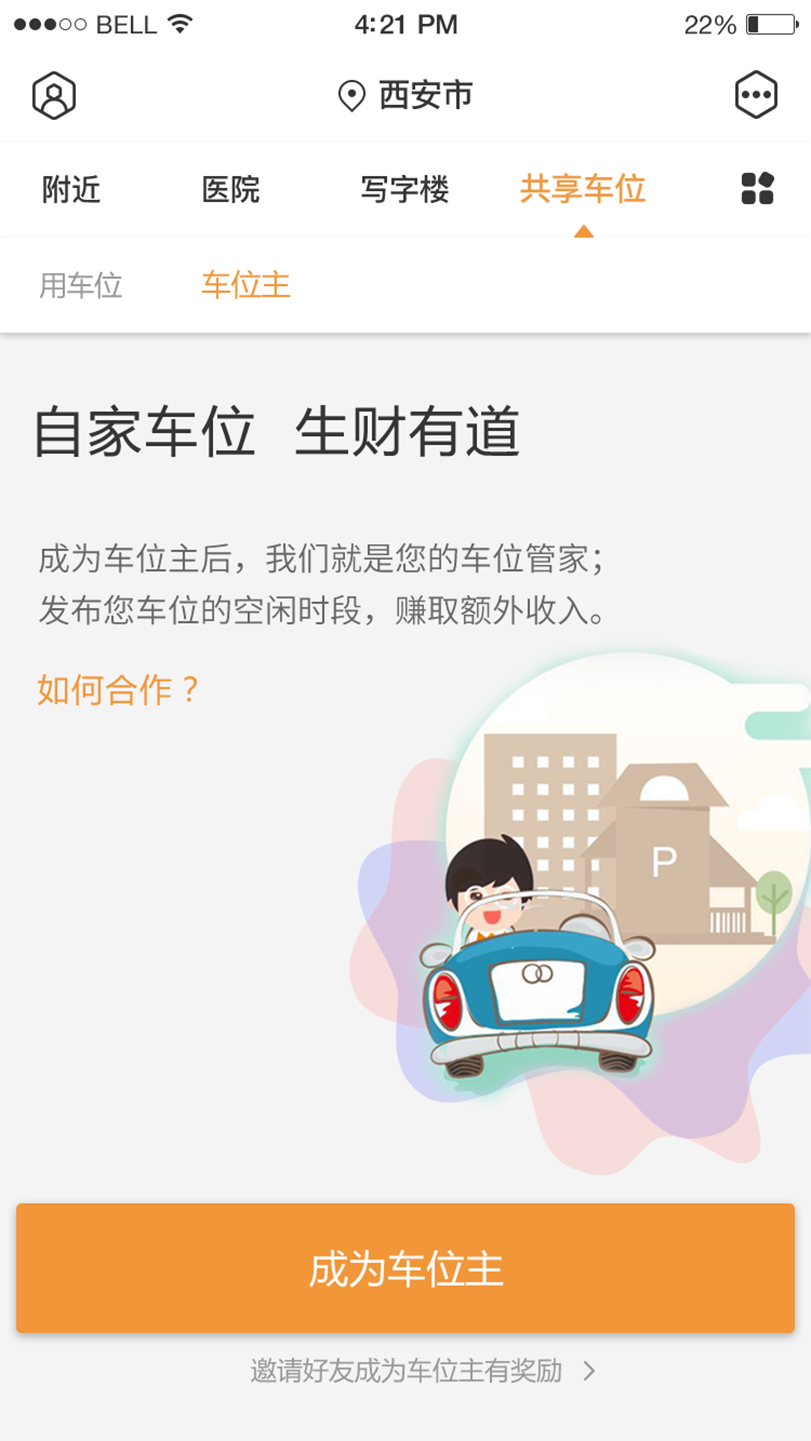 BELL 4:21 PM 22%
西安市
附近 医院 写字楼 共享车位
用车位 车位主
自家车位 生财有道
成为车位主后，我们就是您的车位管家；
发布您车位的空闲时段，赚取额外收入。
如何合作？
P
成为车位主
邀请好友成为车位主有奖励